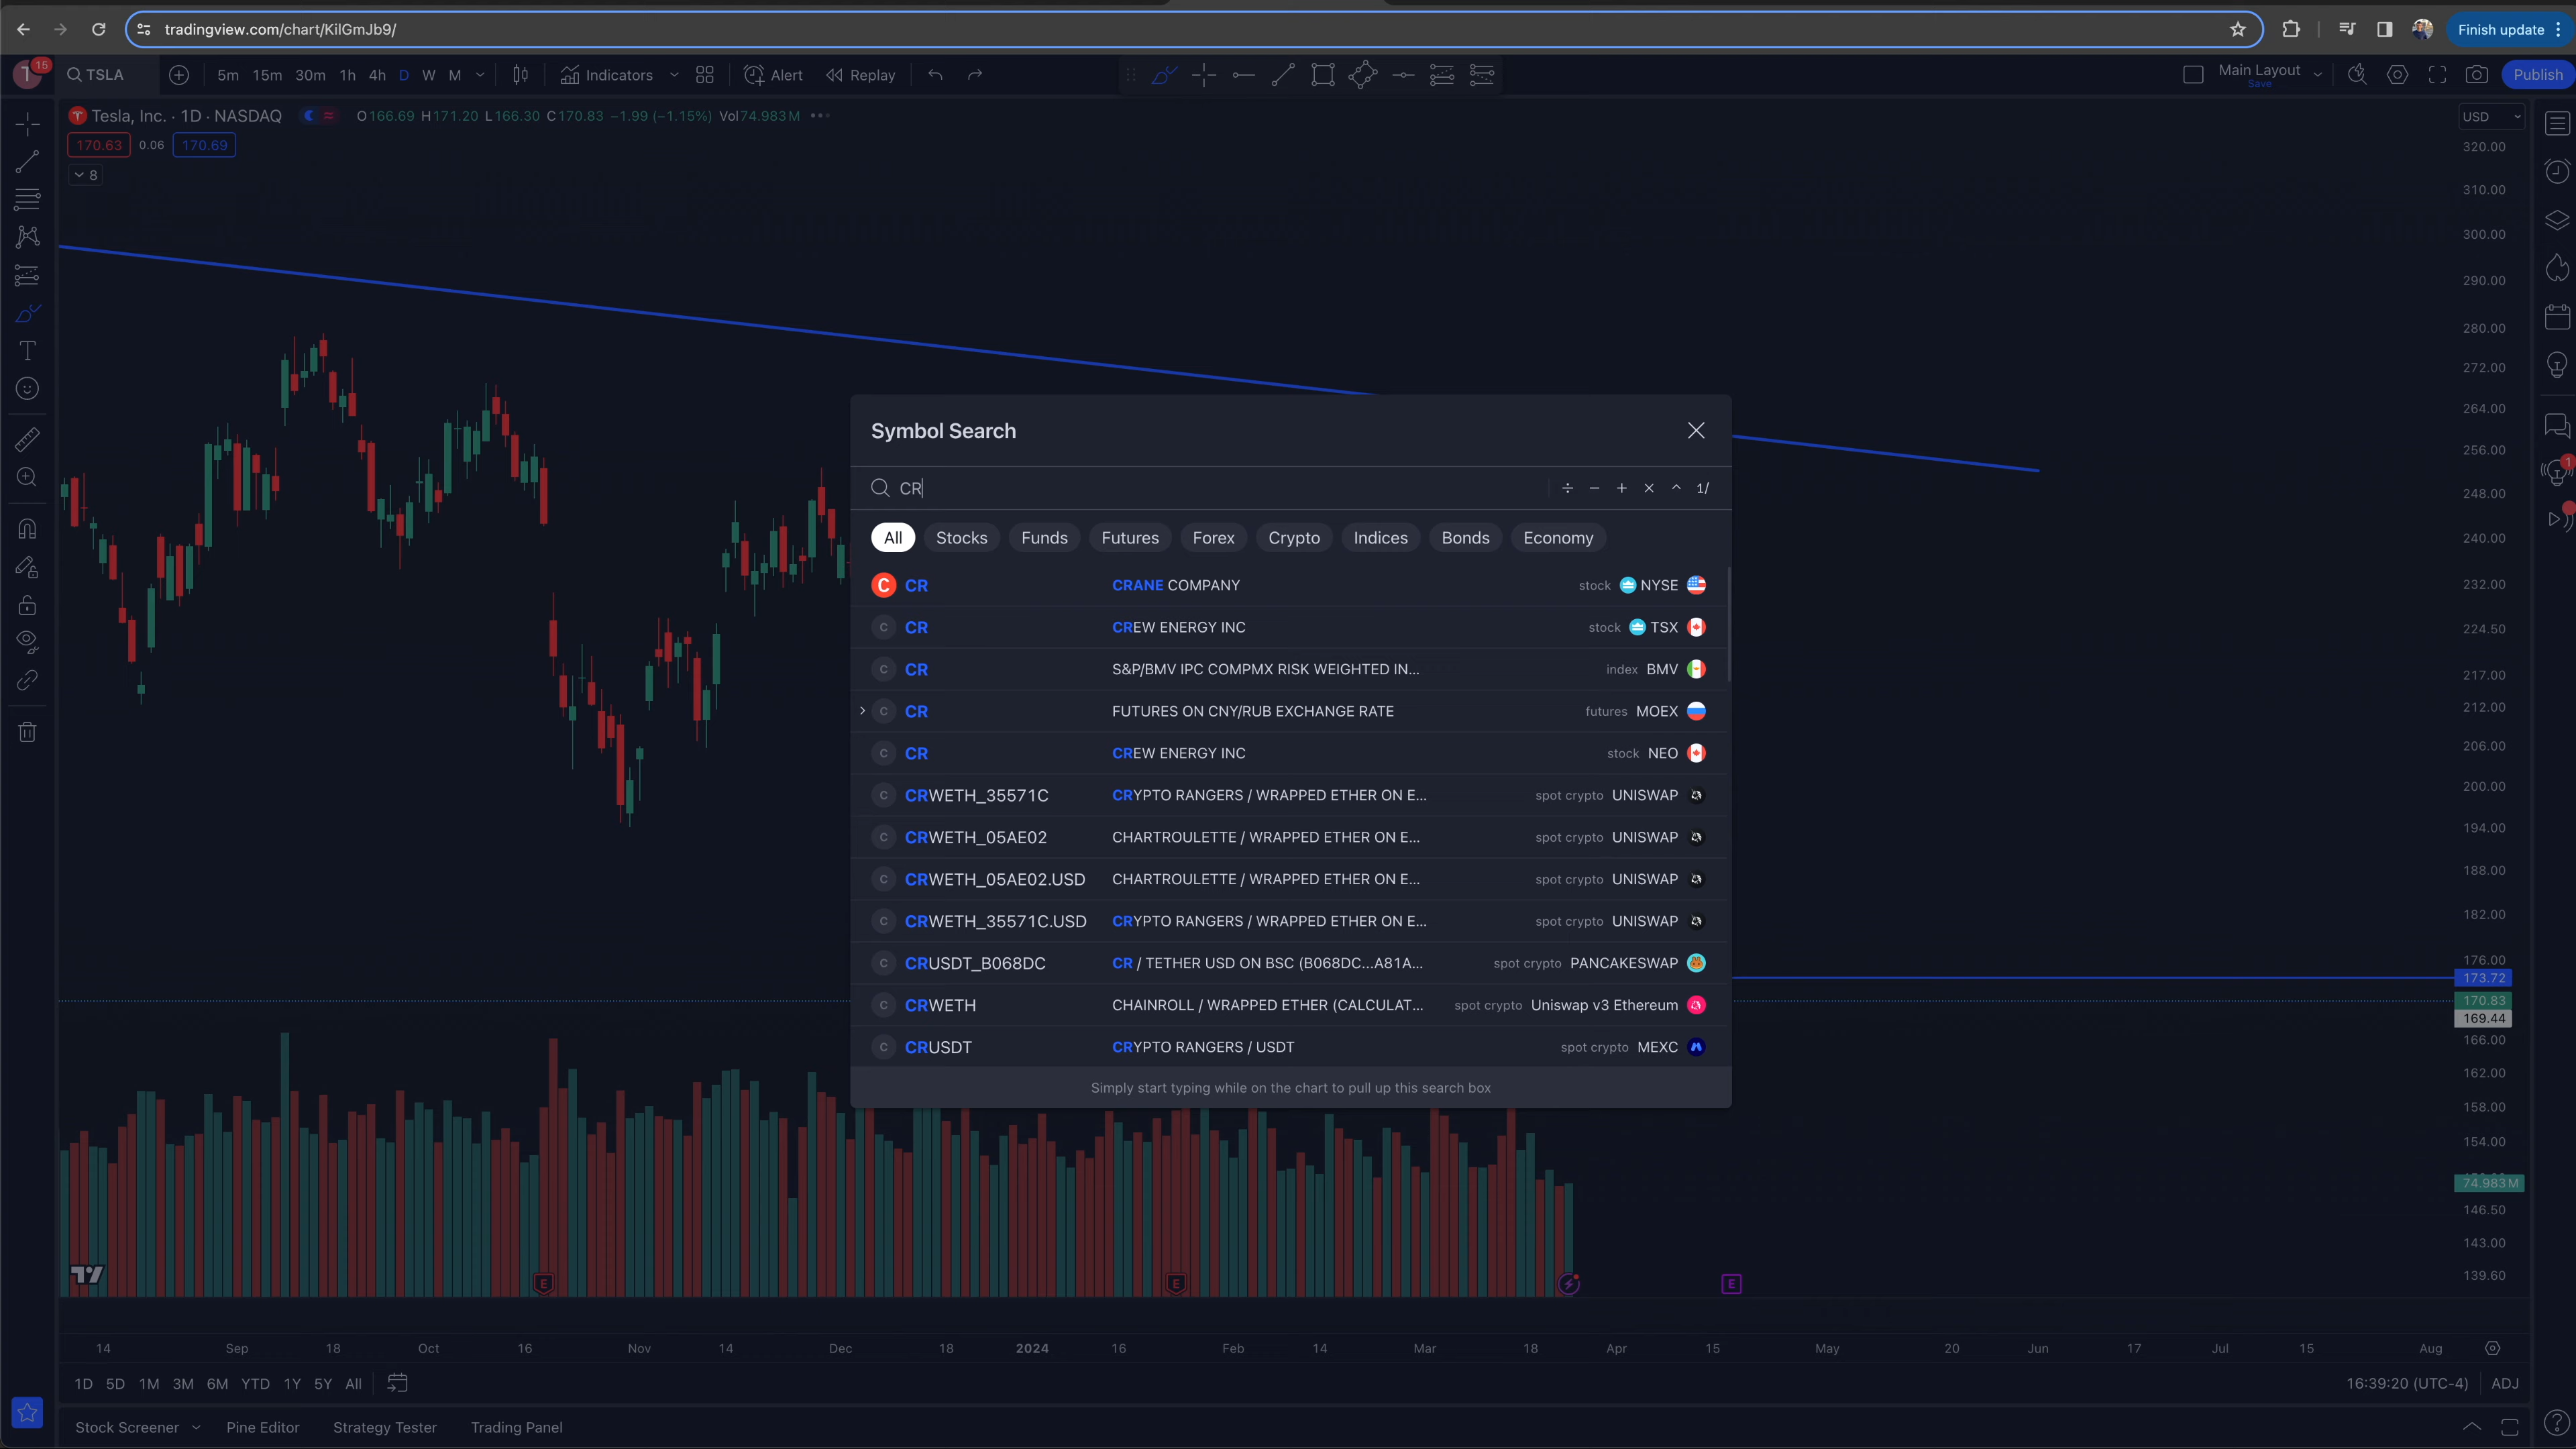 tradingview.com/chart/KilGmJb9/
Finish update
15
TSLA
5m 15m 30m 1h 4h D W M
Indicators
Alert
Replay
Main Layout
Save
Publish
Tesla, Inc. · 1D · NASDAQ
O166.69 H171.20 L166.30 C170.83 −1.99 (−1.15%) Vol74.983M
170.63 0.06 170.69
8
USD
320.00
310.00
300.00
290.00
280.00
272.00
264.00
256.00
248.00
240.00
232.00
224.50
217.00
212.00
206.00
200.00
194.00
188.00
182.00
176.00
173.72
170.83
169.44
166.00
162.00
158.00
154.00
74.983M
146.50
143.00
139.60
1
Symbol Search
CR
÷ − + × ^ 1/
All Stocks Funds Futures Forex Crypto Indices Bonds Economy
C CR CRANE COMPANY stock NYSE
C CR CREW ENERGY INC stock TSX
C CR S&P/BMV IPC COMPMX RISK WEIGHTED IN... index BMV
C CR FUTURES ON CNY/RUB EXCHANGE RATE futures MOEX
C CR CREW ENERGY INC stock NEO
C CRWETH_35571C CRYPTO RANGERS / WRAPPED ETHER ON E... spot crypto UNISWAP
C CRWETH_05AE02 CHARTROULETTE / WRAPPED ETHER ON E... spot crypto UNISWAP
C CRWETH_05AE02.USD CHARTROULETTE / WRAPPED ETHER ON E... spot crypto UNISWAP
C CRWETH_35571C.USD CRYPTO RANGERS / WRAPPED ETHER ON E... spot crypto UNISWAP
C CRUSDT_B068DC CR / TETHER USD ON BSC (B068DC...A81A... spot crypto PANCAKESWAP
C CRWETH CHAINROLL / WRAPPED ETHER (CALCULAT... spot crypto Uniswap v3 Ethereum
C CRUSDT CRYPTO RANGERS / USDT spot crypto MEXC
Simply start typing while on the chart to pull up this search box
E E E
14 Sep 18 Oct 16 Nov 14 Dec 18 2024 16 Feb 14 Mar 18 Apr 15 May 20 Jun 17 Jul 15 Aug
1D 5D 1M 3M 6M YTD 1Y 5Y All
16:39:20 (UTC-4) ADJ
Stock Screener Pine Editor Strategy Tester Trading Panel